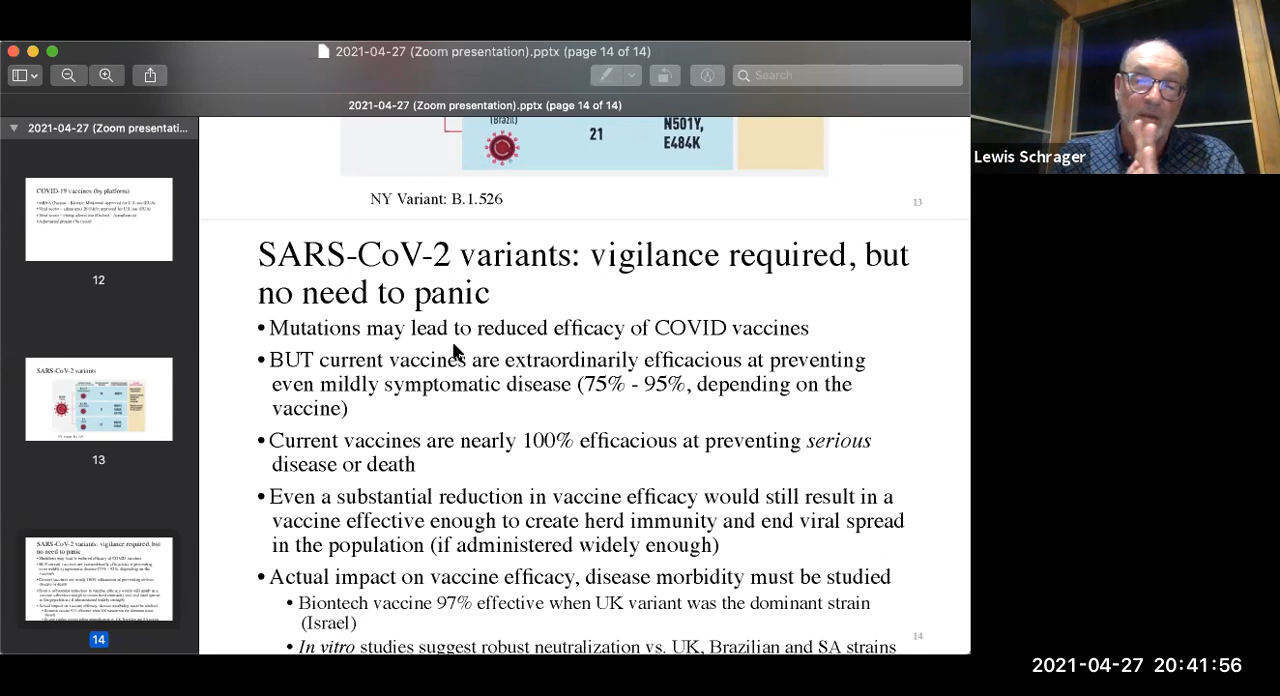 2021-04-27 (Zoom presentation).pptx (page 14 of 14)
Search
2021-04-27 (Zoom presentation).pptx (page 14 of 14)
2021-04-27 (Zoom presentati...
COVID-19 vaccines (by platform)
12
SARS-CoV-2 variants
13
SARS-CoV-2 variants: vigilance required, but
no need to panic
14
(Brazil)
21
N501Y,
E484K
NY Variant: B.1.526
13
SARS-CoV-2 variants: vigilance required, but
no need to panic
• Mutations may lead to reduced efficacy of COVID vaccines
• BUT current vaccines are extraordinarily efficacious at preventing
even mildly symptomatic disease (75% - 95%, depending on the
vaccine)
• Current vaccines are nearly 100% efficacious at preventing serious
disease or death
• Even a substantial reduction in vaccine efficacy would still result in a
vaccine effective enough to create herd immunity and end viral spread
in the population (if administered widely enough)
• Actual impact on vaccine efficacy, disease morbidity must be studied
• Biontech vaccine 97% effective when UK variant was the dominant strain
(Israel)
• In vitro studies suggest robust neutralization vs. UK, Brazilian and SA strains
14
Lewis Schrager
2021-04-27 20:41:56